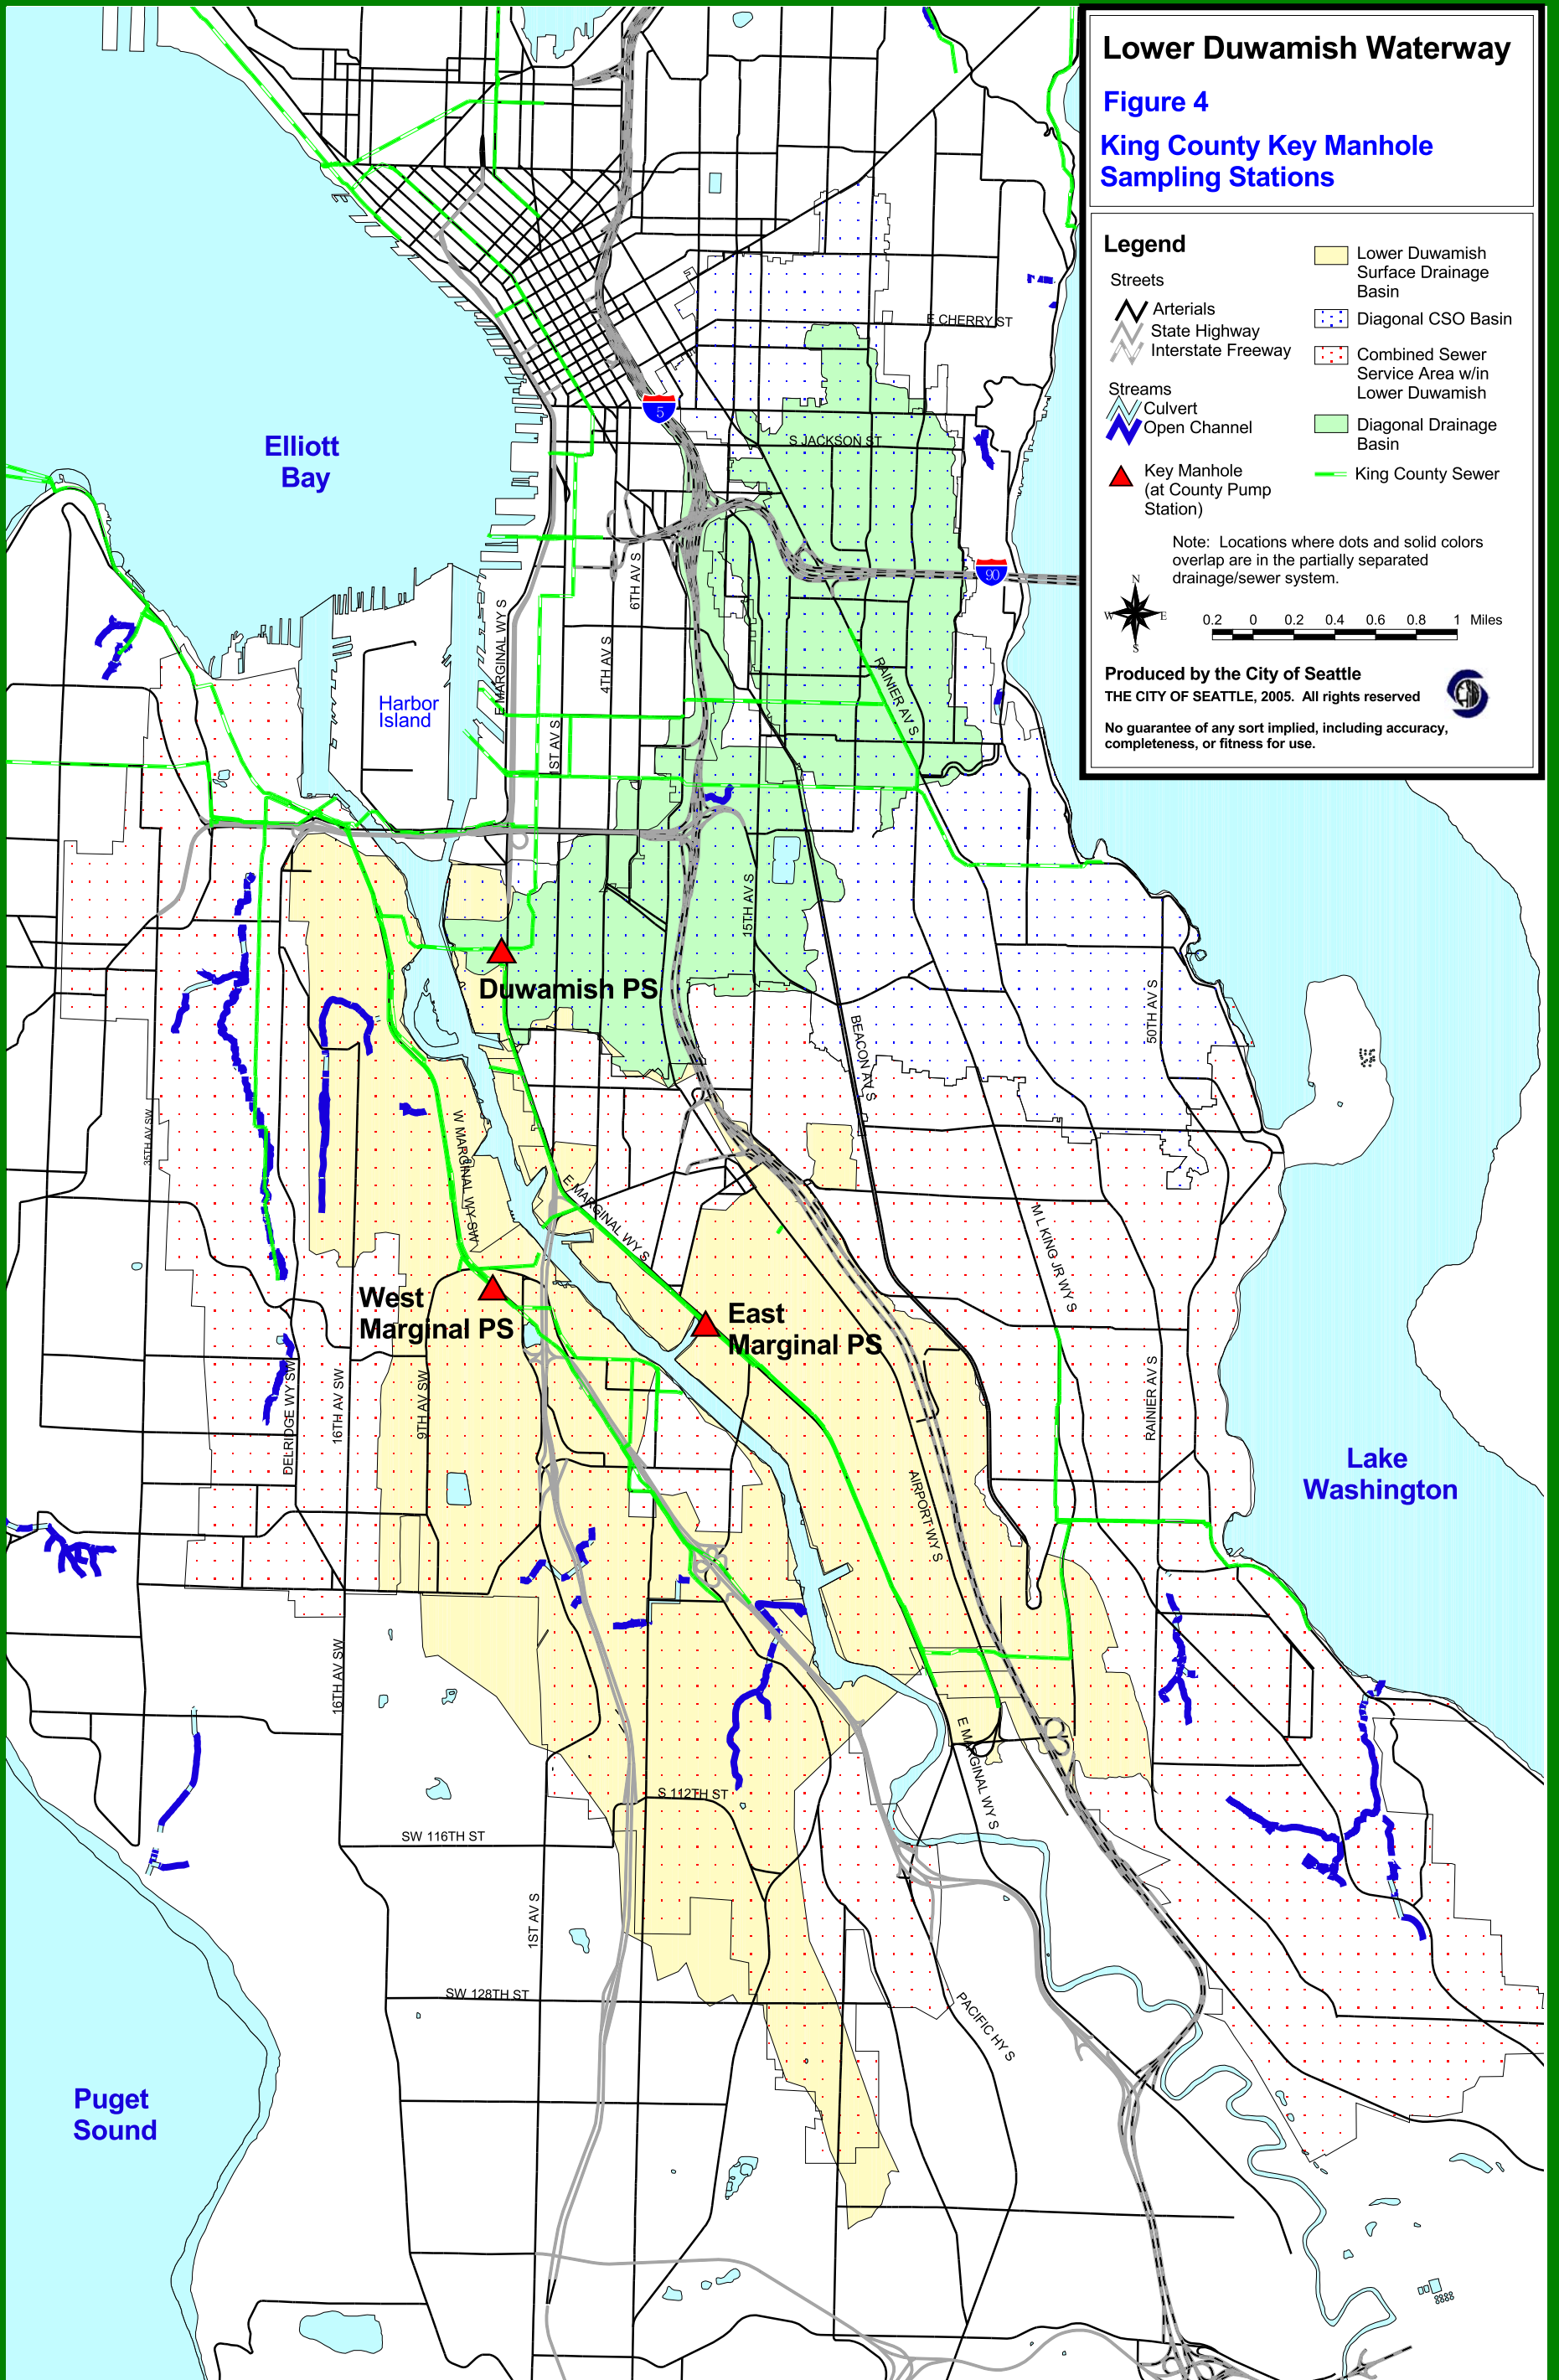 Lower Duwamish Waterway
Figure 4
King County Key Manhole
Sampling Stations
Legend
Streets
Arterials
State Highway
Interstate Freeway
Streams
Culvert
Open Channel
Key Manhole
(at County Pump
Station)
Lower Duwamish
Surface Drainage
Basin
Diagonal CSO Basin
Combined Sewer
Service Area w/in
Lower Duwamish
Diagonal Drainage
Basin
King County Sewer
Note: Locations where dots and solid colors
overlap are in the partially separated
drainage/sewer system.
N
W
E
S
0.2 0 0.2 0.4 0.6 0.8 1 Miles
Produced by the City of Seattle
THE CITY OF SEATTLE, 2005. All rights reserved
No guarantee of any sort implied, including accuracy,
completeness, or fitness for use.
E CHERRY ST
5
S JACKSON ST
Elliott
Bay
90
6TH AV S
E MARGINAL WY S
4TH AV S
RAINIER AV S
Harbor
Island
1ST AV S
15TH AV S
Duwamish PS
50TH AV S
BEACON AV S
35TH AV SW
W MARGINAL WY SW
E MARGINAL WY S
M L KING JR WY S
West
Marginal PS
East
Marginal PS
DELRIDGE WY SW
16TH AV SW
9TH AV SW
RAINIER AV S
Lake
Washington
AIRPORT WY S
16TH AV SW
E MARGINAL WY S
S 112TH ST
SW 116TH ST
1ST AV S
SW 128TH ST
PACIFIC HY S
Puget
Sound